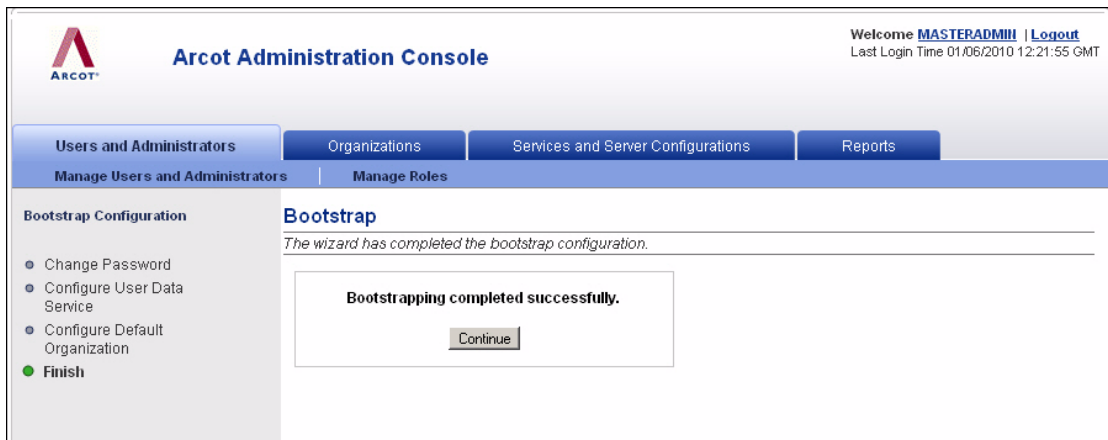 ARCOT®
Arcot Administration Console
Welcome MASTERADMIN | Logout
Last Login Time 01/06/2010 12:21:55 GMT
Users and Administrators
Organizations
Services and Server Configurations
Reports
Manage Users and Administrators
Manage Roles
Bootstrap Configuration
Change Password
Configure User Data
Service
Configure Default
Organization
Finish
Bootstrap
The wizard has completed the bootstrap configuration.
Bootstrapping completed successfully.
Continue